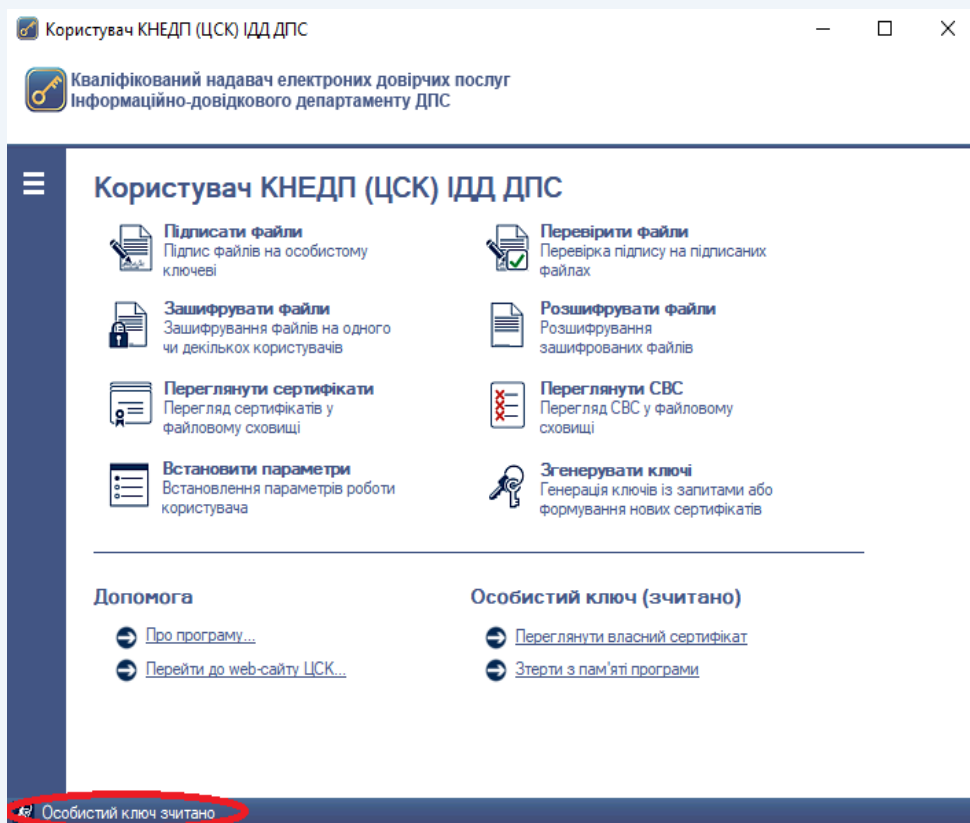 Користувач КНЕДП (ЦСК) ІДД ДПС
Кваліфікований надавач електроних довірчих послуг
Інформаційно-довідкового департаменту ДПС
Користувач КНЕДП (ЦСК) ІДД ДПС
Підписати файли
Підпис файлів на особистому
ключеві
Перевірити файли
Перевірка підпису на підписаних
файлах
Зашифрувати файли
Зашифрування файлів на одного
чи декількох користувачів
Розшифрувати файли
Розшифрування
зашифрованих файлів
Переглянути сертифікати
Перегляд сертифікатів у
файловому сховищі
Переглянути СВС
Перегляд СВС у файловому
сховищі
Встановити параметри
Встановлення параметрів роботи
користувача
Згенерувати ключі
Генерація ключів із запитами або
формування нових сертифікатів
Допомога
Про програму...
Перейти до web-сайту ЦСК...
Особистий ключ (зчитано)
Переглянути власний сертифікат
Зтерти з пам'яті програми
Особистий ключ зчитано